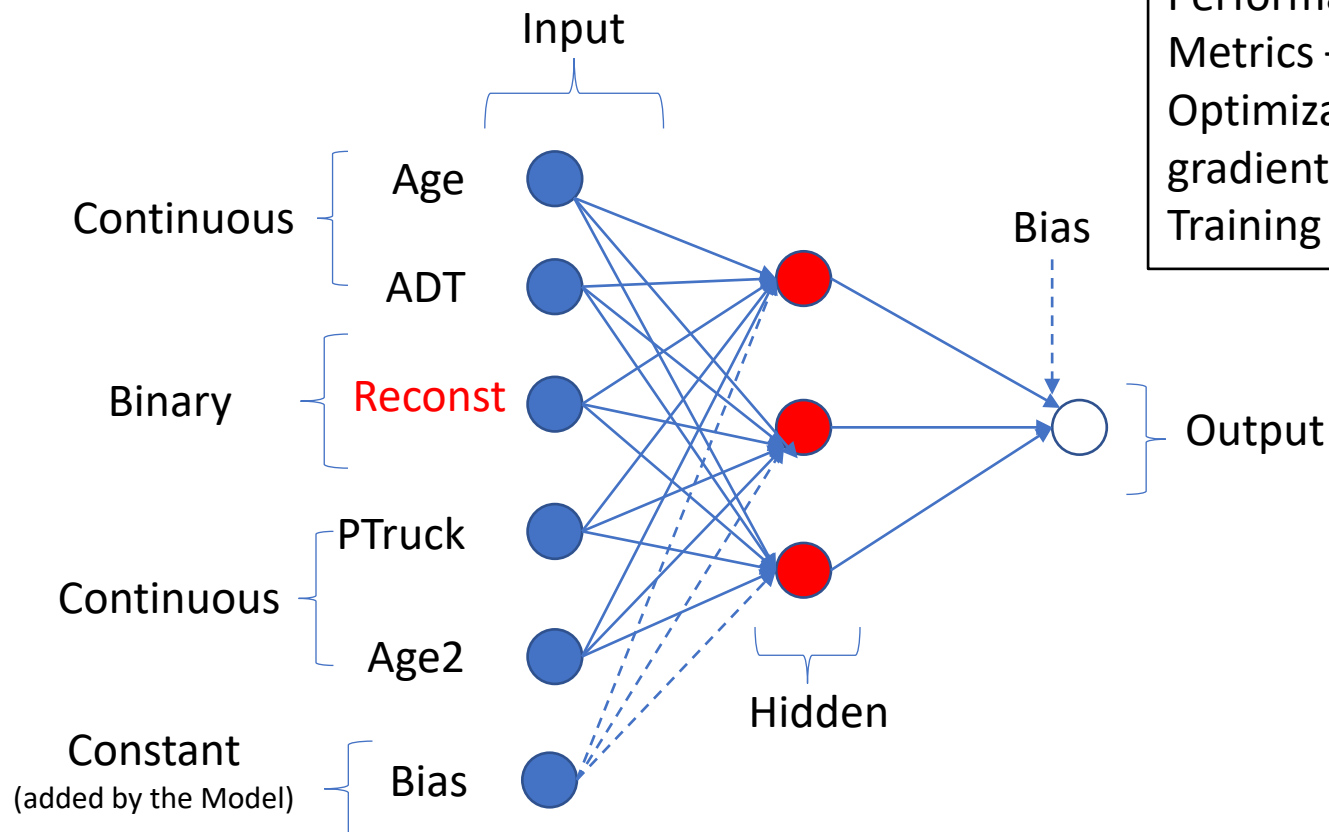 Input
Metrics -
gradient
Training
Age
Continuous
Bias
ADT
Binary
Reconst
Output
PTruck
Continuous
Age2
Hidden
Constant
(added by the Model)
Bias